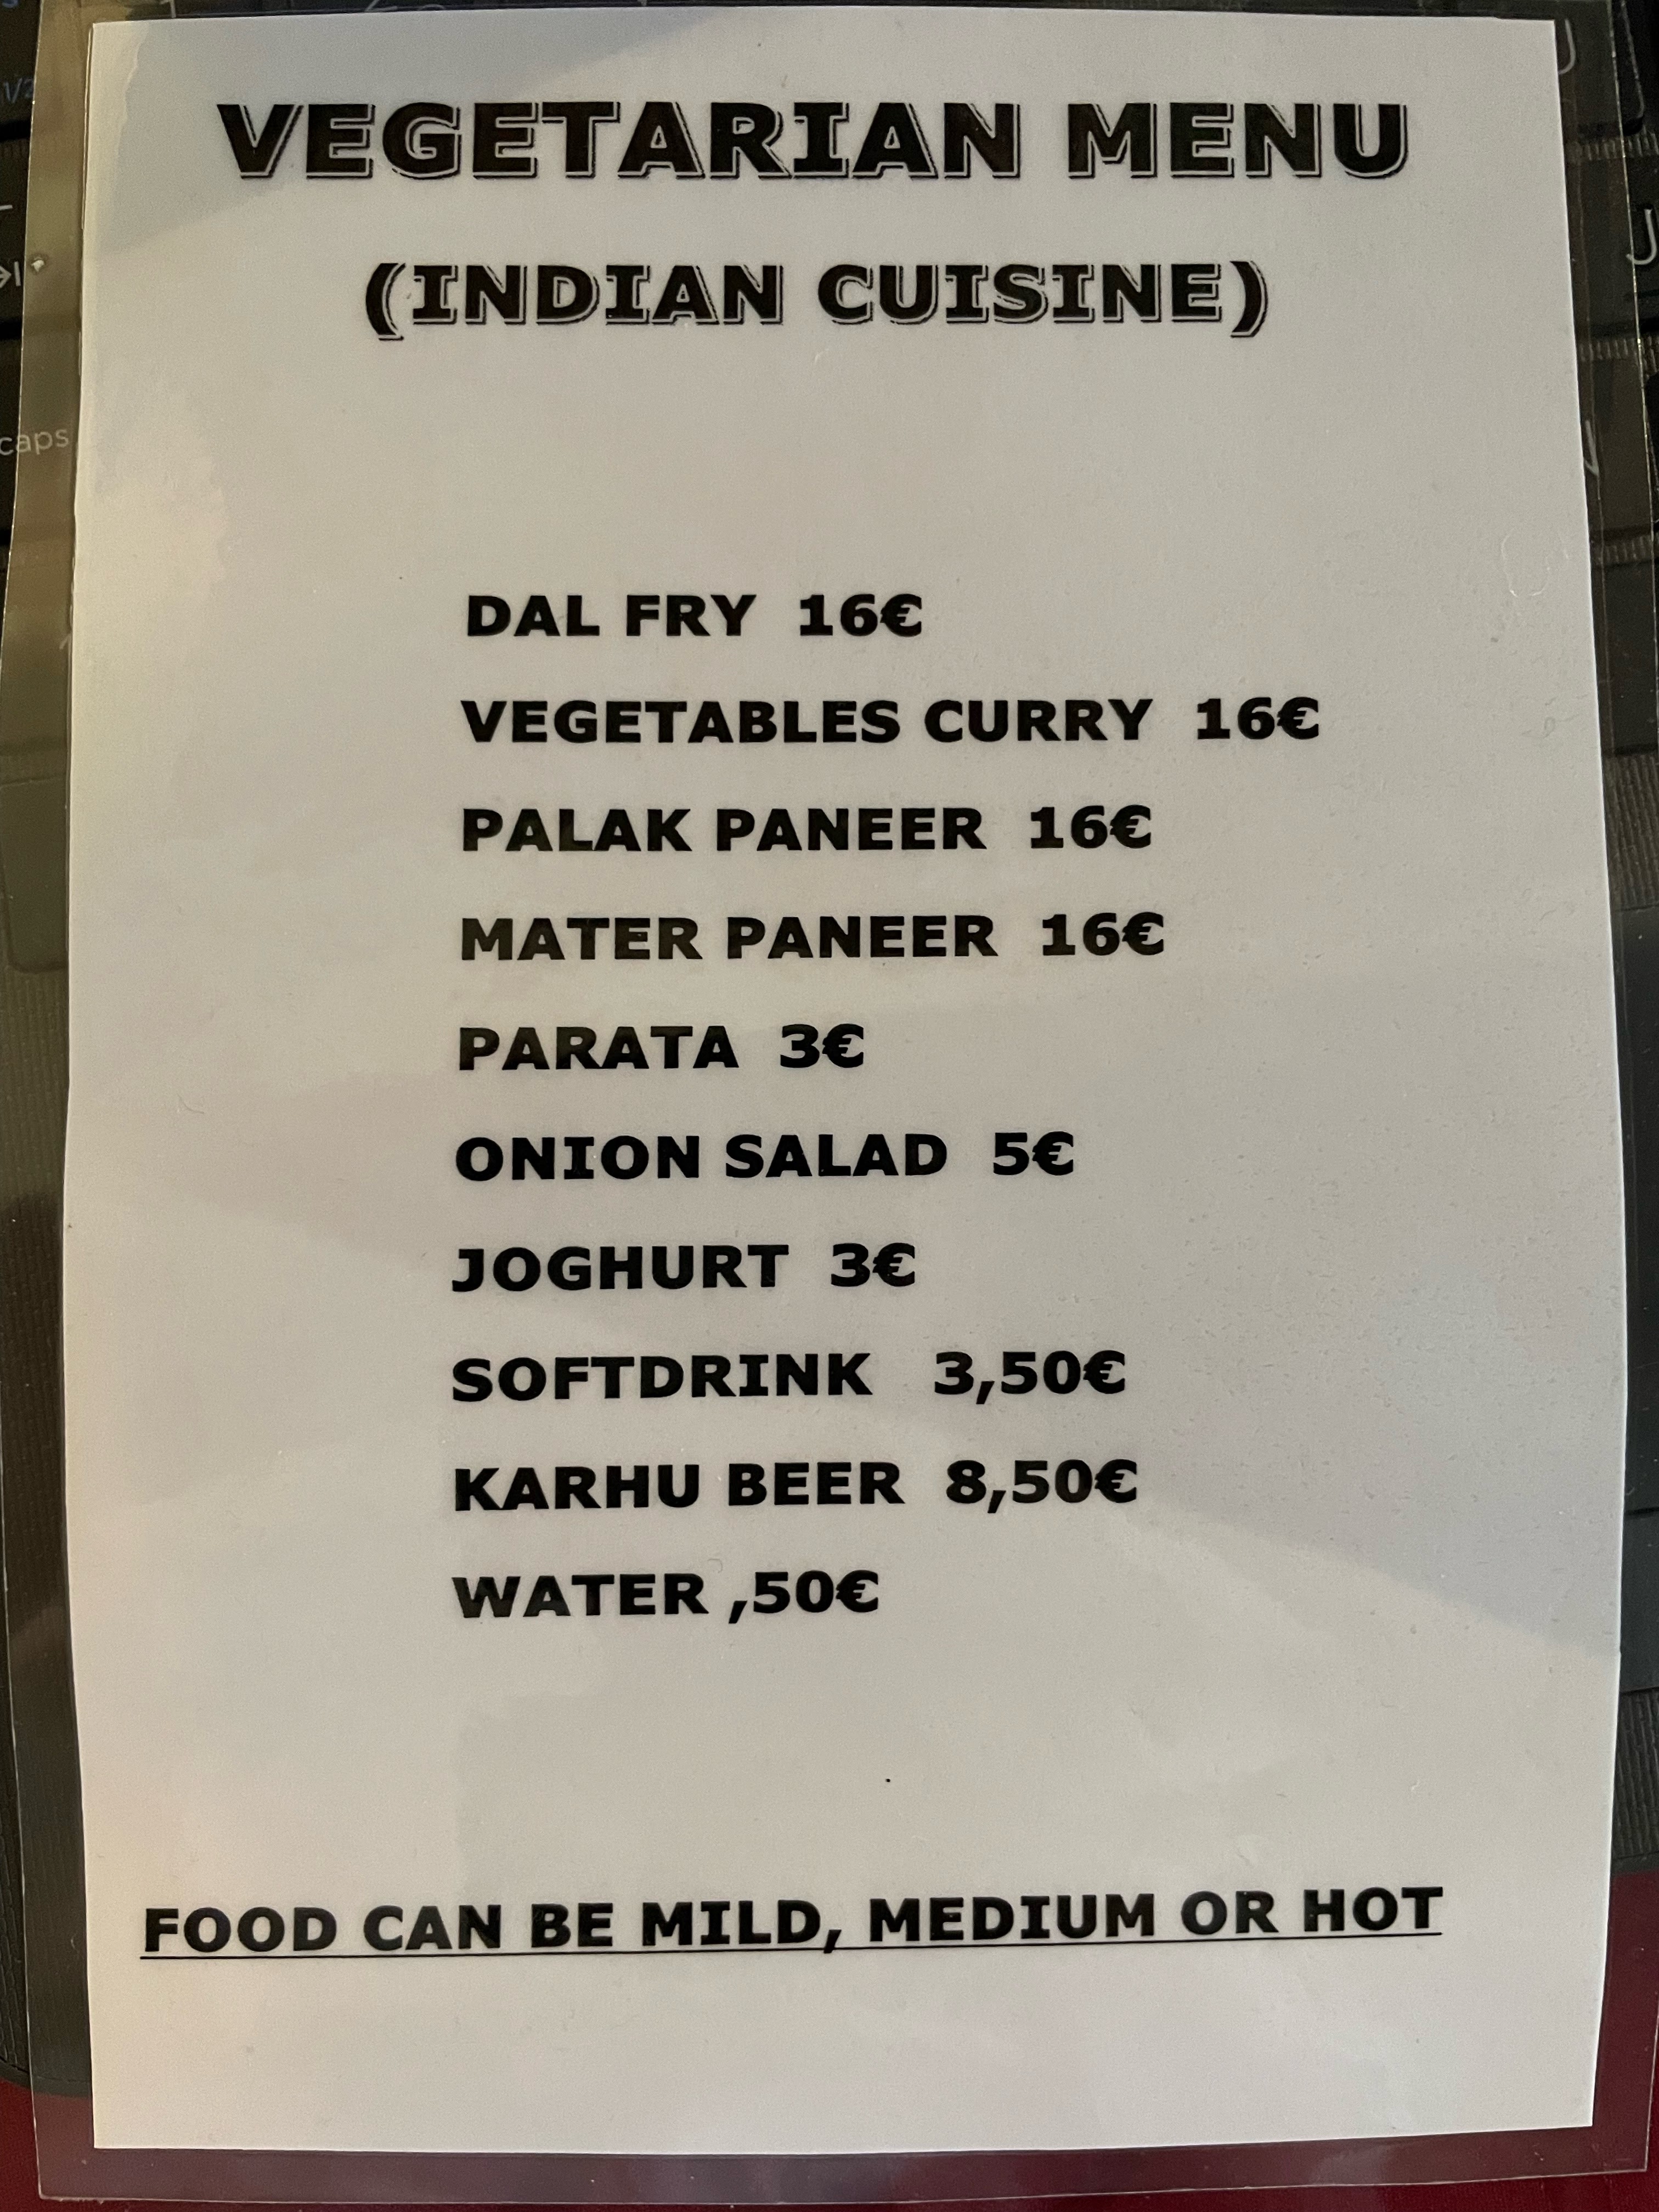 VEGETARIAN MENU
(INDIAN CUISINE)
DAL FRY 16€
VEGETABLES CURRY 16€
PALAK PANEER 16€
MATER PANEER 16€
PARATA 3€
ONION SALAD 5€
JOGHURT 3€
SOFTDRINK 3,50€
KARHU BEER 8,50€
WATER ,50€
FOOD CAN BE MILD, MEDIUM OR HOT
caps